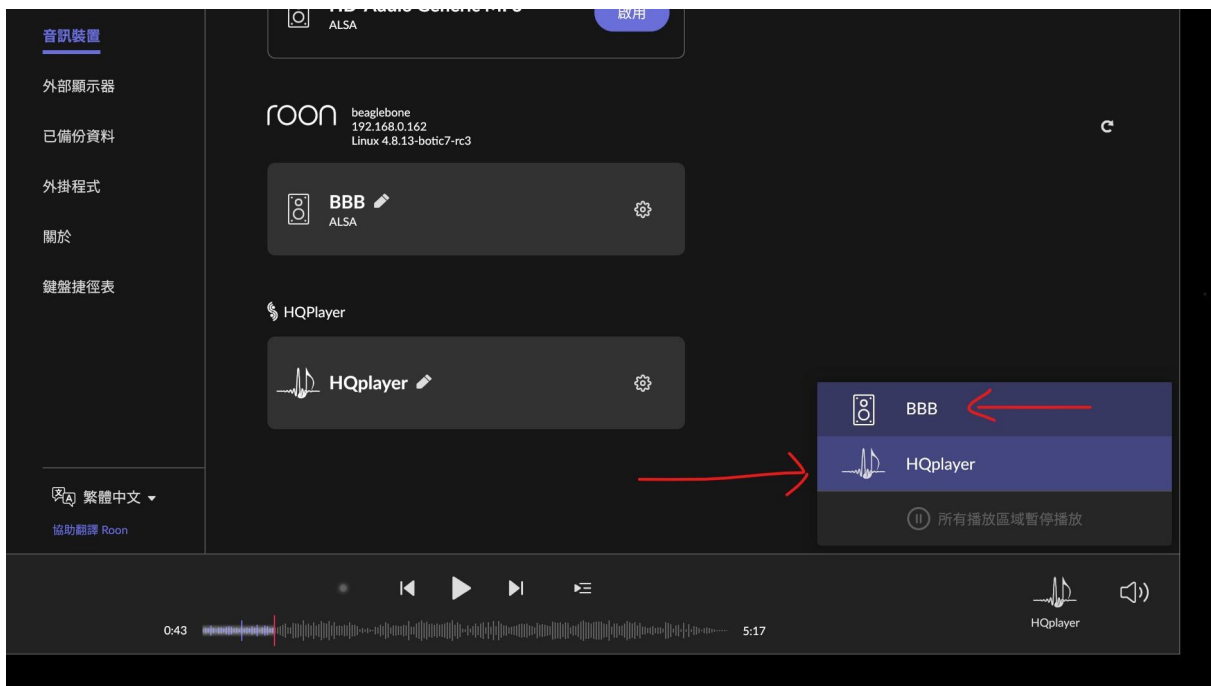 音訊裝置
外部顯示器
已備份資料
外掛程式
關於
鍵盤捷徑表
繁體中文
協助翻譯 Roon
ALSA
啟用
roon
beaglebone
192.168.0.162
Linux 4.8.13-botic7-rc3
BBB
ALSA
HQPlayer
HQplayer
BBB
HQplayer
所有播放區域暫停播放
0:43
5:17
HQplayer